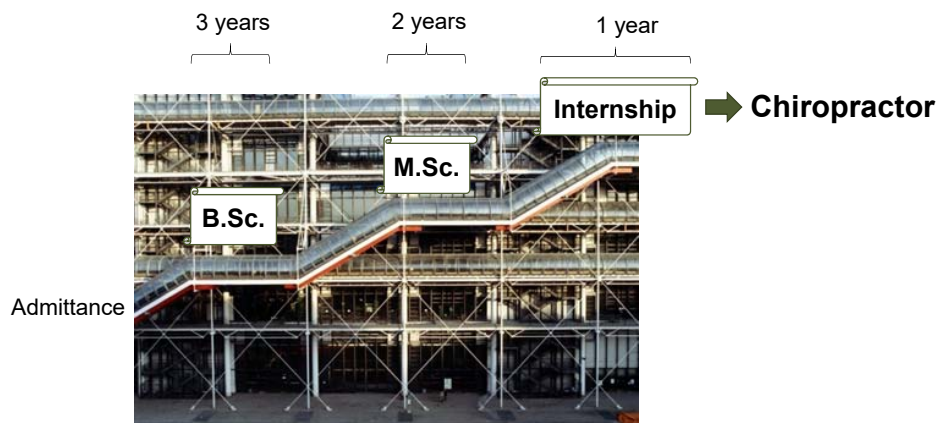 3 years
2 years
1 year
Internship
Chiropractor
M.Sc.
B.Sc.
Admittance